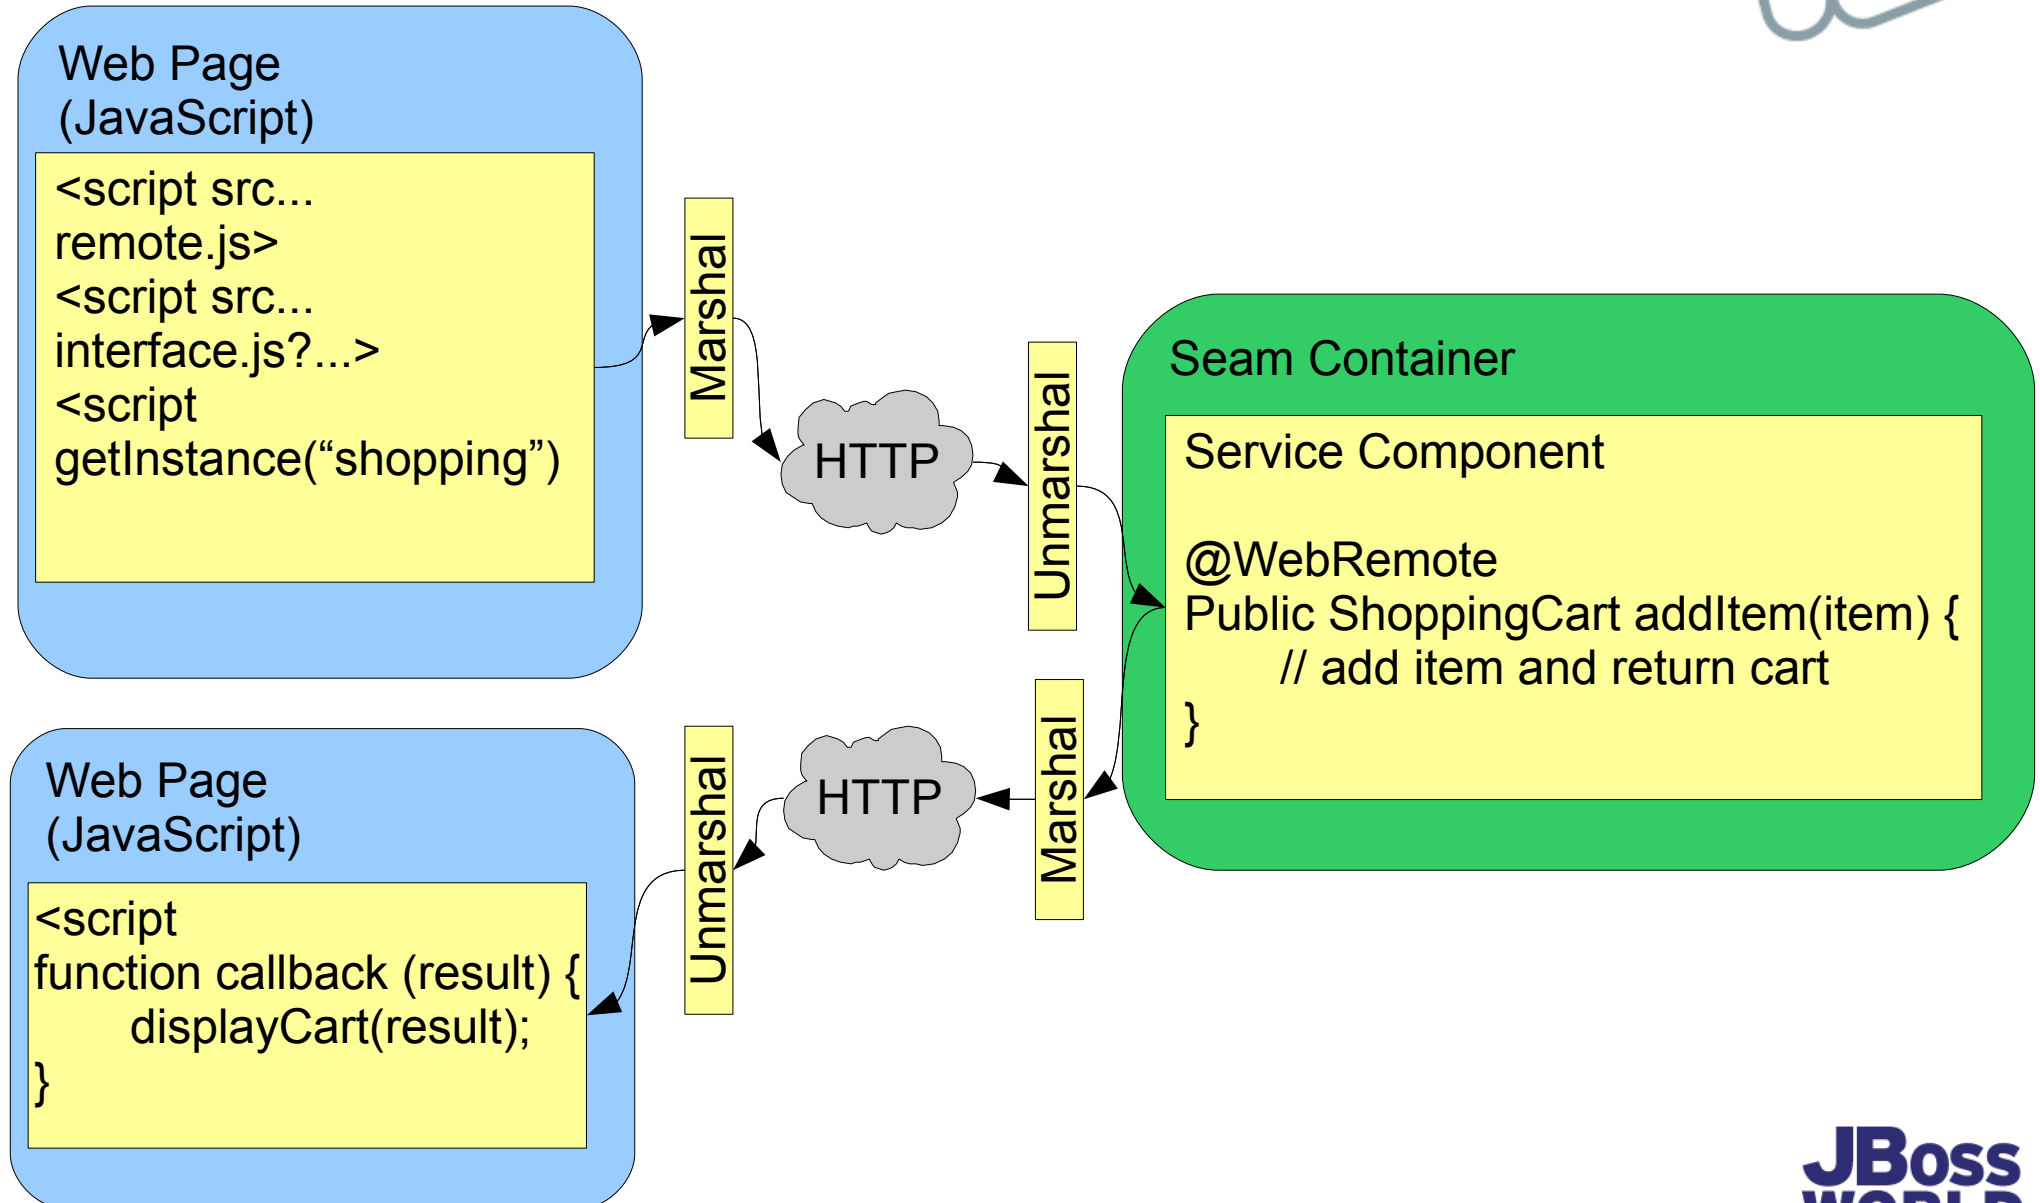 Web Page
(JavaScript)
<script src...
remote.js>
<script src...
interface.js?...>
<script
getInstance(“shopping”)
Marshal
HTTP
Unmarshal
Seam Container
Service Component
@WebRemote
Public ShoppingCart addItem(item) {
// add item and return cart
}
Marshal
HTTP
Unmarshal
Web Page
(JavaScript)
<script
function callback (result) {
displayCart(result);
}
JBoss
WORLD